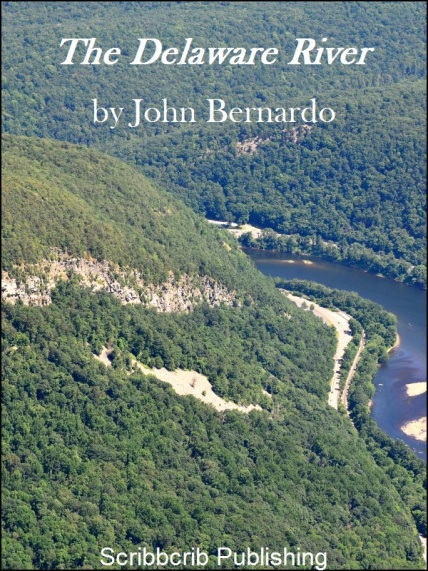 The Delaware River
by John Bernardo
Scribbcrib Publishing